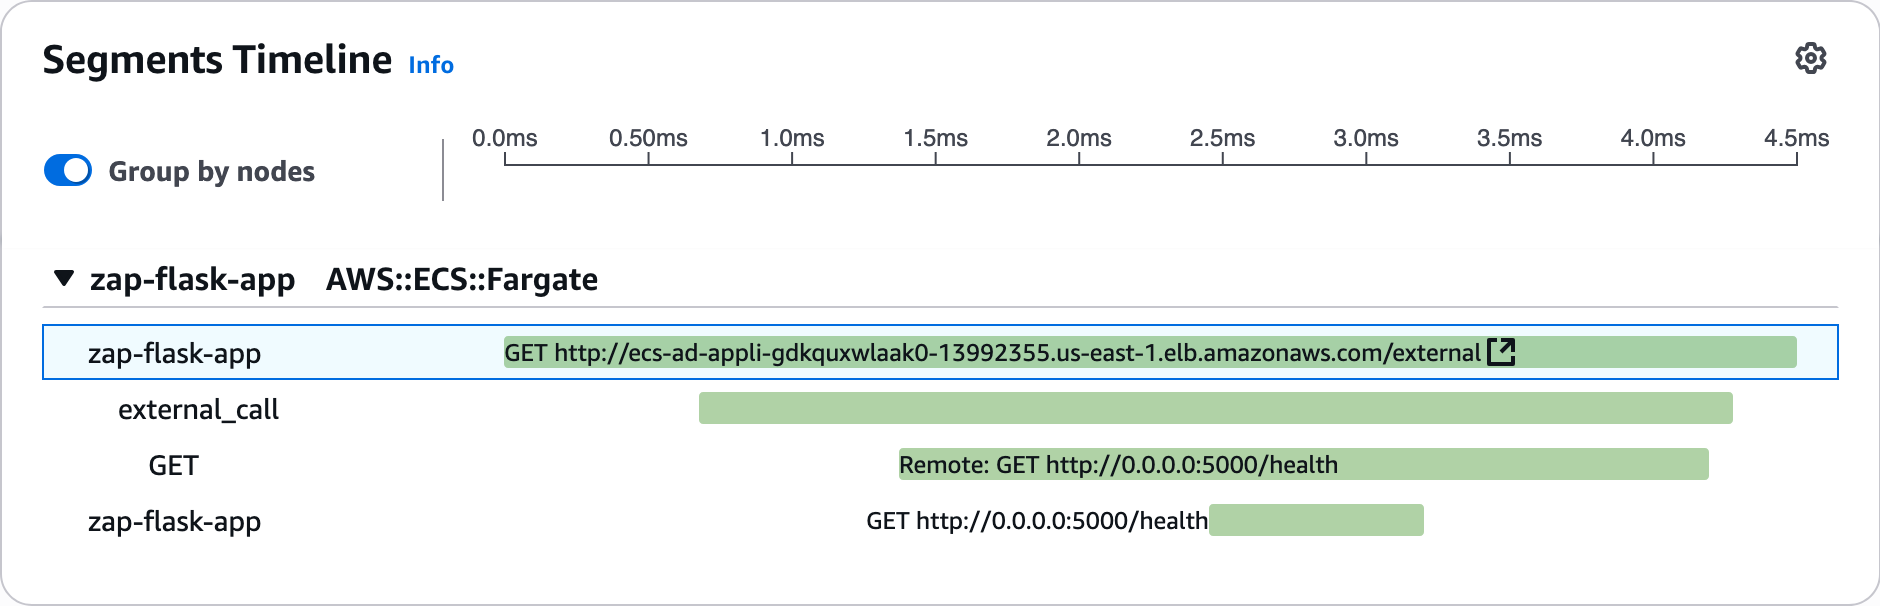 Segments Timeline Info
0.0ms 0.50ms 1.0ms 1.5ms 2.0ms 2.5ms 3.0ms 3.5ms 4.0ms 4.5ms
Group by nodes
zap-flask-app AWS::ECS::Fargate
zap-flask-app GET http://ecs-ad-appli-gdkquxwlaak0-13992355.us-east-1.elb.amazonaws.com/external
external_call
GET Remote: GET http://0.0.0.0:5000/health
zap-flask-app GET http://0.0.0.0:5000/health